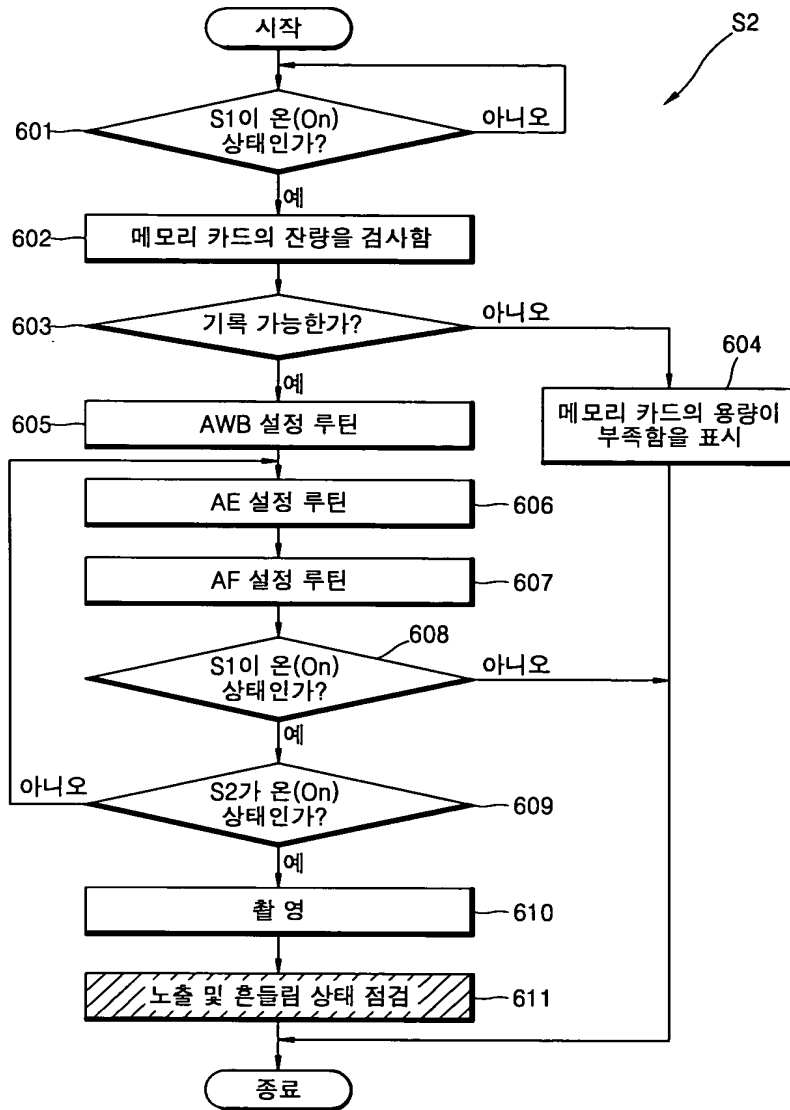 시작
S2
601
S1이 온(On)
상태인가?
아니오
예
602
메모리 카드의 잔량을 검사함
603
기록 가능한가?
아니오
예
604
메모리 카드의 용량이
부족함을 표시
605
AWB 설정 루틴
AE 설정 루틴
606
AF 설정 루틴
607
608
S1이 온(On)
상태인가?
아니오
예
아니오
S2가 온(On)
상태인가?
609
예
촬 영
610
노출 및 흔들림 상태 점검
611
종료